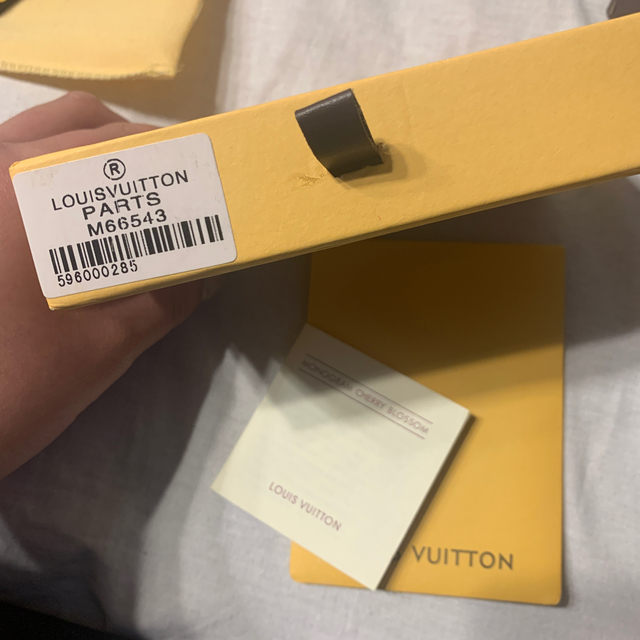 ®
LOUISVUITTON
PARTS
M66543
596000285
MONOGRAM CHERRY BLOSSOM
LOUIS VUITTON
VUITTON